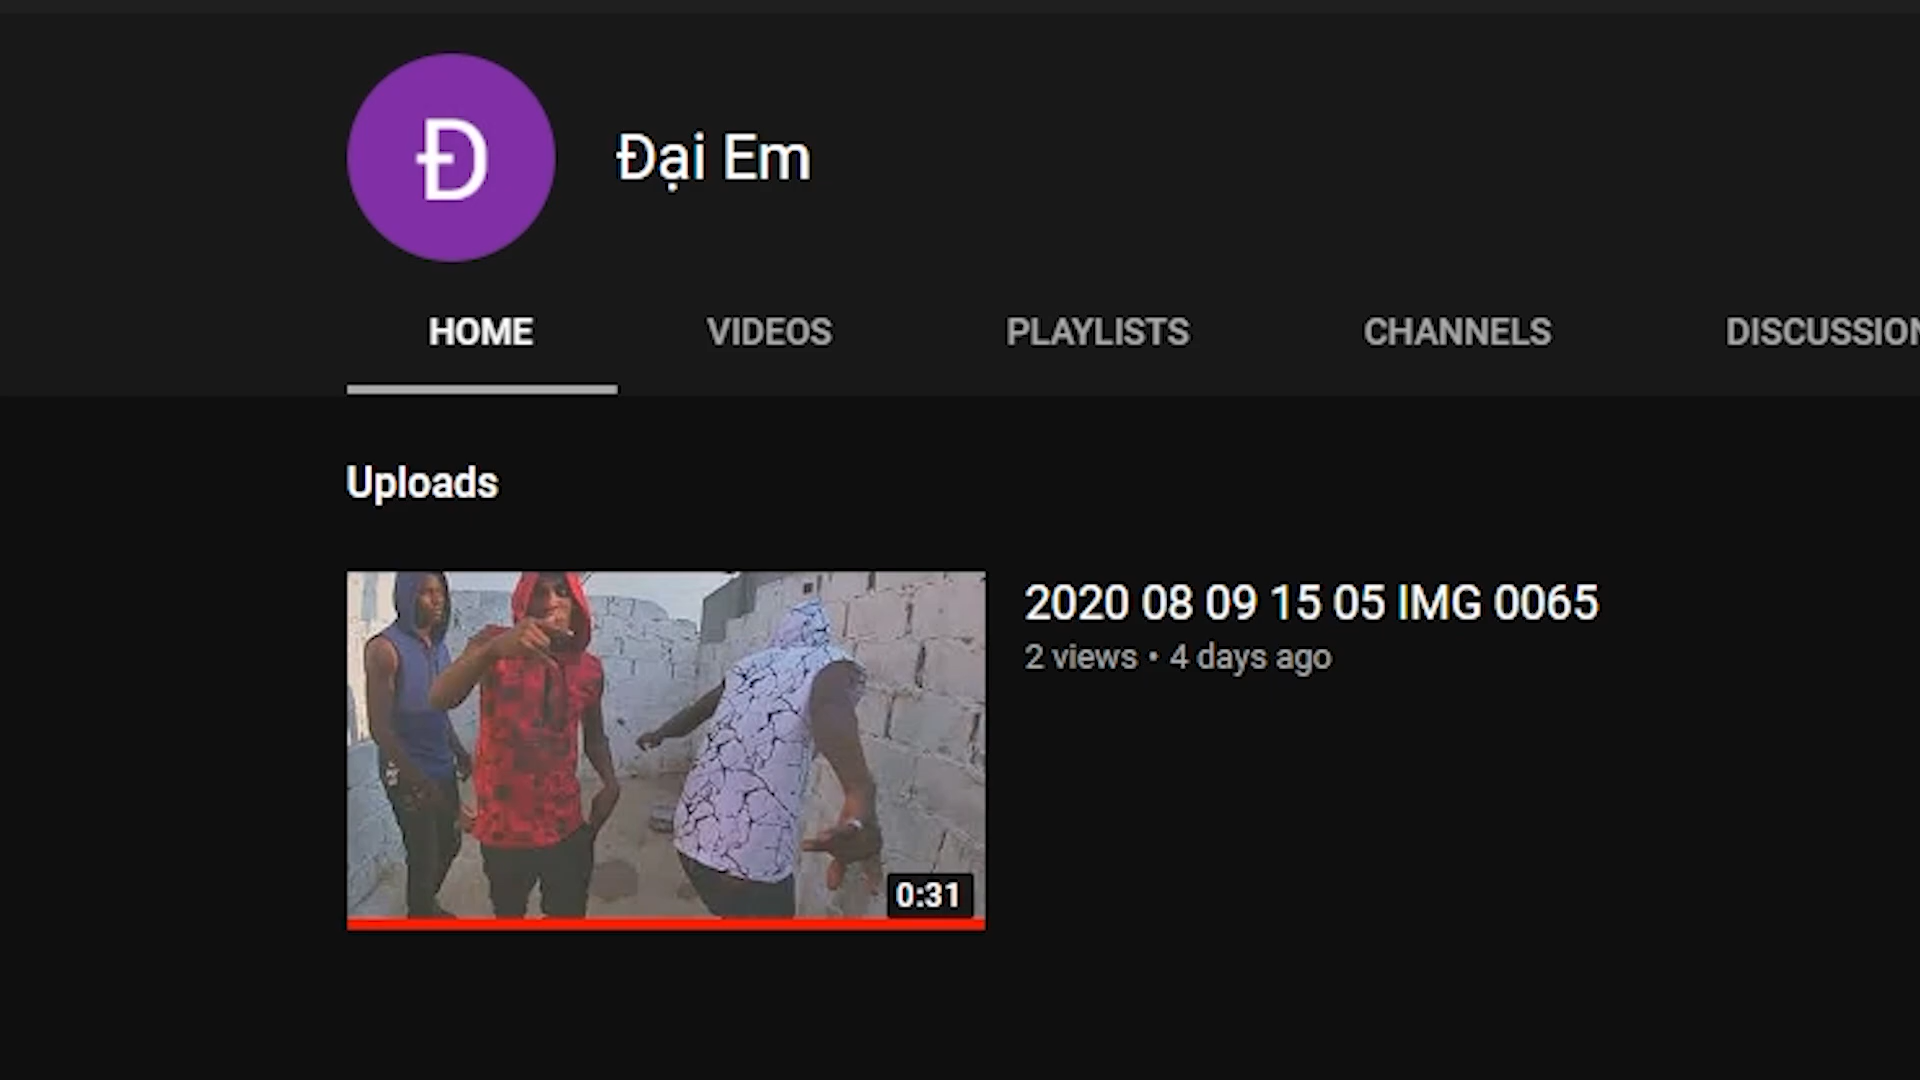 Đ
Đại Em
HOME VIDEOS PLAYLISTS CHANNELS DISCUSSION
Uploads
2020 08 09 15 05 IMG 0065
2 views • 4 days ago
0:31